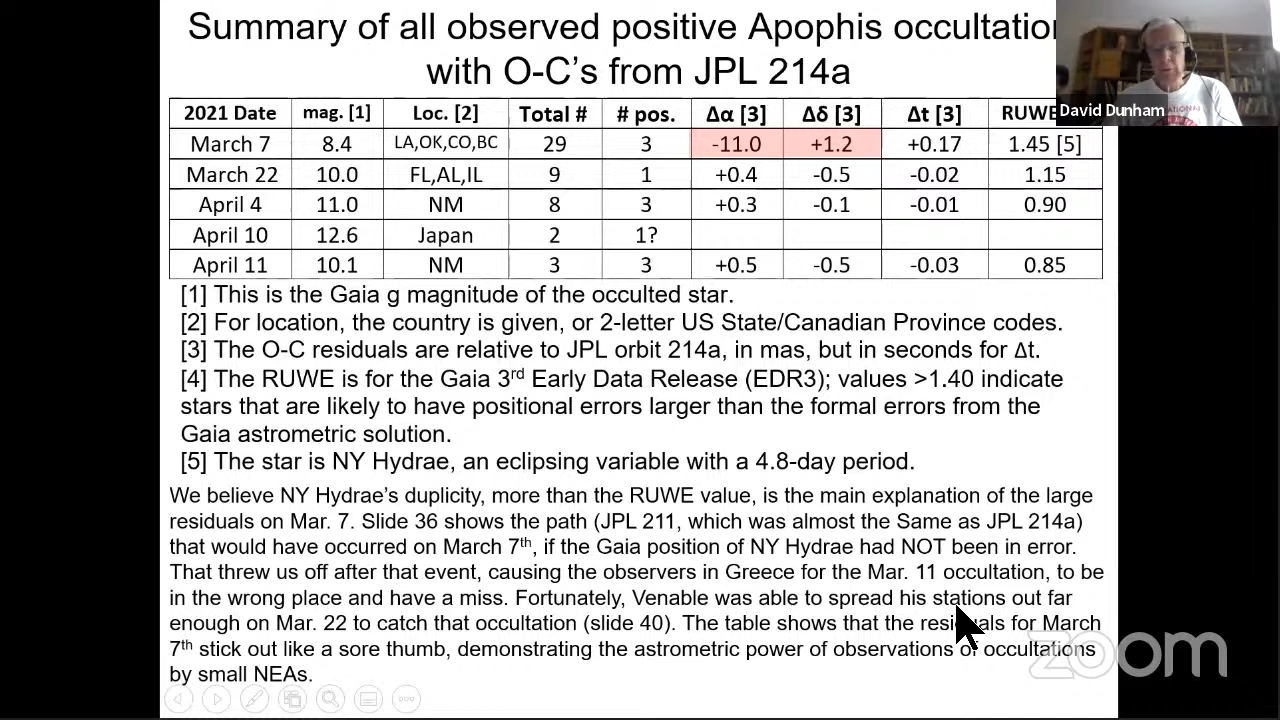 Summary of all observed positive Apophis occultation
with O-C's from JPL 214a
David Dunham
2021 Date mag. [1] Loc. [2] Total # # pos. Δα [3] Δδ [3] Δt [3] RUWE
March 7 8.4 LA,OK,CO,BC 29 3 -11.0 +1.2 +0.17 1.45 [5]
March 22 10.0 FL,AL,IL 9 1 +0.4 -0.5 -0.02 1.15
April 4 11.0 NM 8 3 +0.3 -0.1 -0.01 0.90
April 10 12.6 Japan 2 1?
April 11 10.1 NM 3 3 +0.5 -0.5 -0.03 0.85
[1] This is the Gaia g magnitude of the occulted star.
[2] For location, the country is given, or 2-letter US State/Canadian Province codes.
[3] The O-C residuals are relative to JPL orbit 214a, in mas, but in seconds for Δt.
[4] The RUWE is for the Gaia 3rd Early Data Release (EDR3); values >1.40 indicate
stars that are likely to have positional errors larger than the formal errors from the
Gaia astrometric solution.
[5] The star is NY Hydrae, an eclipsing variable with a 4.8-day period.
We believe NY Hydrae's duplicity, more than the RUWE value, is the main explanation of the large
residuals on Mar. 7. Slide 36 shows the path (JPL 211, which was almost the Same as JPL 214a)
that would have occurred on March 7th, if the Gaia position of NY Hydrae had NOT been in error.
That threw us off after that event, causing the observers in Greece for the Mar. 11 occultation, to be
in the wrong place and have a miss. Fortunately, Venable was able to spread his stations out far
enough on Mar. 22 to catch that occultation (slide 40). The table shows that the residuals for March
7th stick out like a sore thumb, demonstrating the astrometric power of observations of occultations
by small NEAs.
zoom